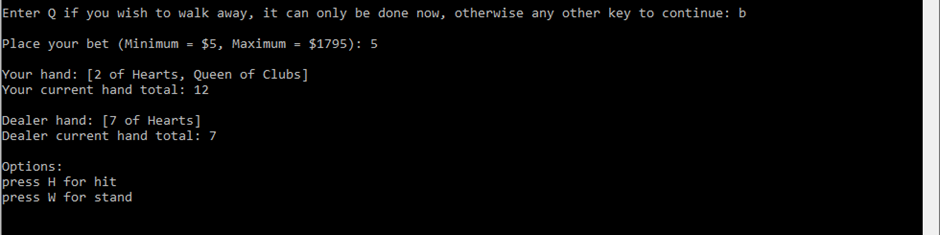 Enter Q if you wish to walk away, it can only be done now, otherwise any other key to continue: b
Place your bet (Minimum = $5, Maximum = $1795): 5
Your hand: [2 of Hearts, Queen of Clubs]
Your current hand total: 12
Dealer hand: [7 of Hearts]
Dealer current hand total: 7
Options:
press H for hit
press W for stand